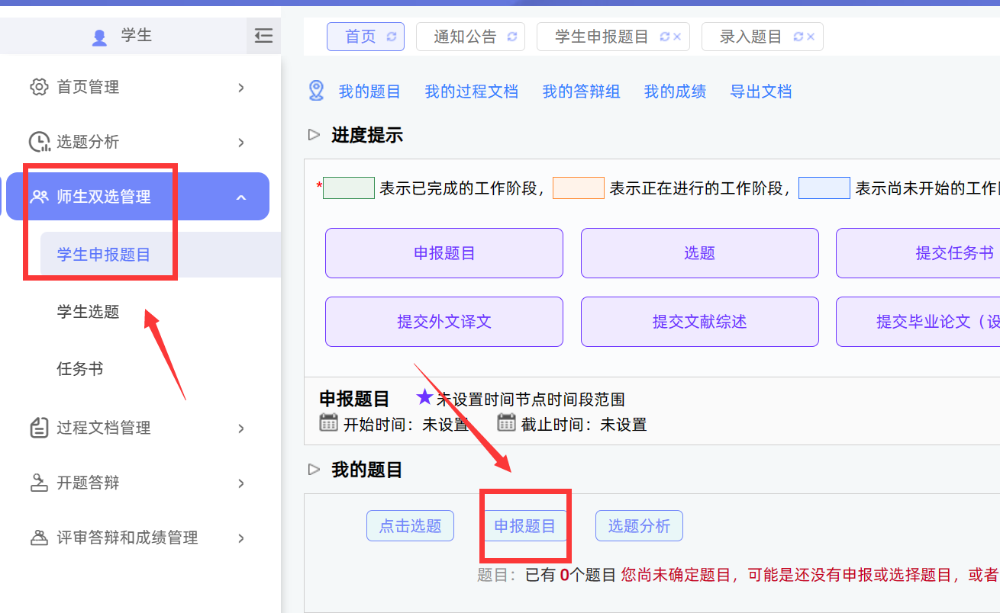 学生
首页
通知公告
学生申报题目
录入题目
首页管理
选题分析
师生双选管理
学生申报题目
学生选题
任务书
过程文档管理
开题答辩
评审答辩和成绩管理
我的题目 我的过程文档 我的答辩组 我的成绩 导出文档
进度提示
*表示已完成的工作阶段，表示正在进行的工作阶段，表示尚未开始的工作
申报题目
选题
提交任务书
提交外文译文
提交文献综述
提交毕业论文（设
申报题目 ★未设置时间节点时间段范围
开始时间：未设置 截止时间：未设置
我的题目
点击选题
申报题目
选题分析
题目：已有 0个题目 您尚未确定题目，可能是还没有申报或选择题目，或者